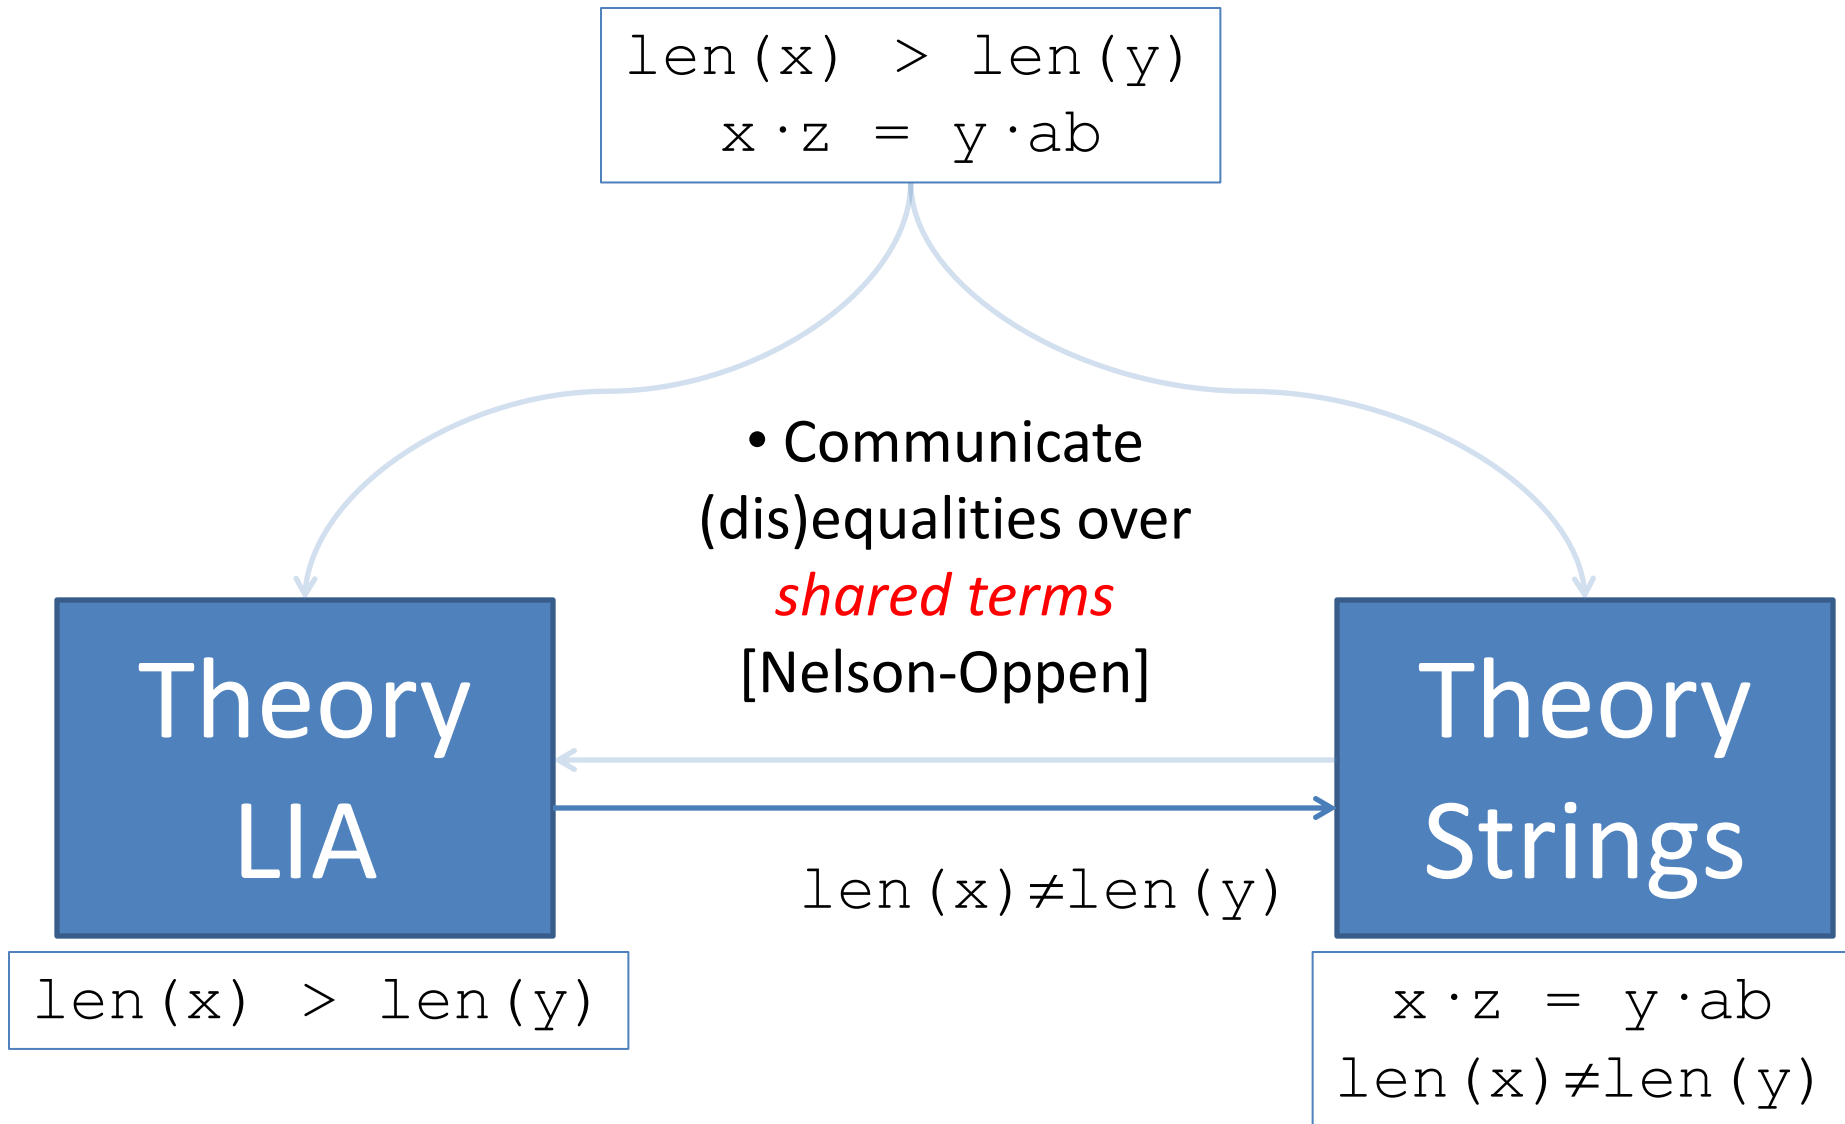 len(x) > len(y)
x·z = y·ab
• Communicate
(dis)equalities over
shared terms
[Nelson-Oppen]
Theory
LIA
Theory
Strings
len(x)≠len(y)
len(x) > len(y)
x·z = y·ab
len(x)≠len(y)